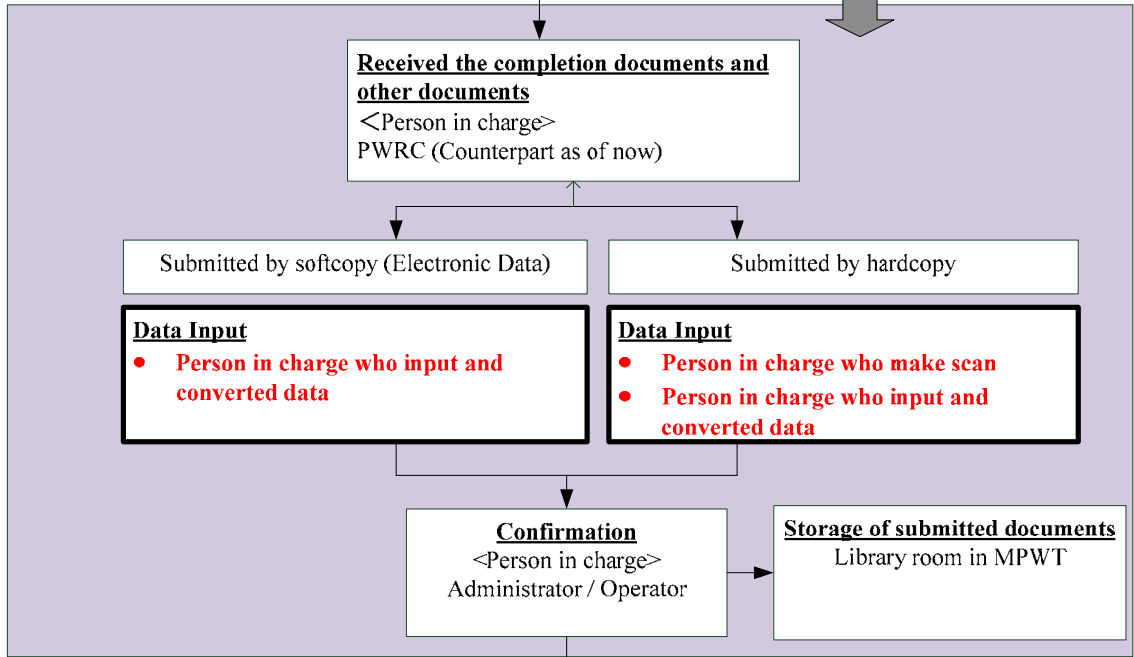 Received the completion documents and
other documents
＜Person in charge>
PWRC (Counterpart as of now)
Submitted by softcopy (Electronic Data)
Submitted by hardcopy
Data Input
● Person in charge who input and
converted data
Data Input
● Person in charge who make scan
● Person in charge who input and
converted data
Confirmation
<Person in charge>
Administrator / Operator
Storage of submitted documents
Library room in MPWT